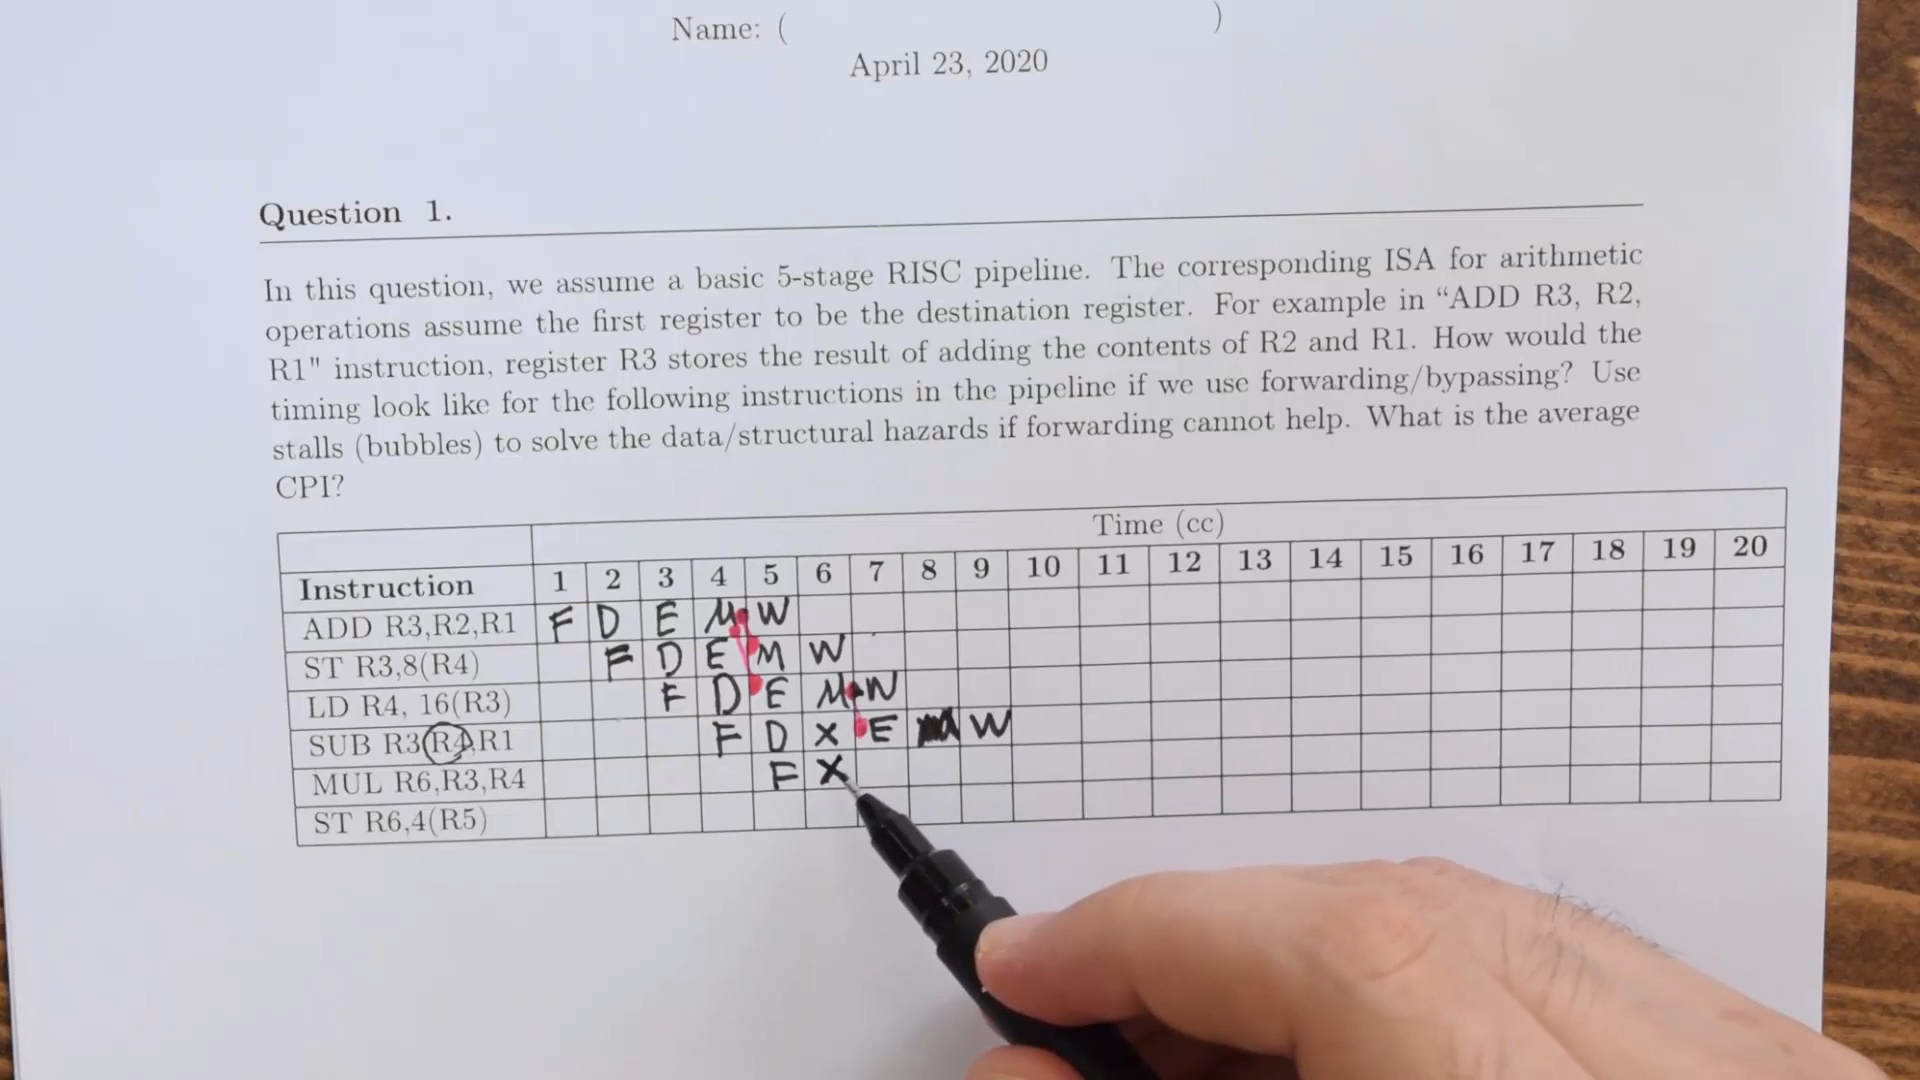 Name: ( )
April 23, 2020
Question 1.
In this question, we assume a basic 5-stage RISC pipeline. The corresponding ISA for arithmetic
operations assume the first register to be the destination register. For example in “ADD R3, R2,
R1" instruction, register R3 stores the result of adding the contents of R2 and R1. How would the
timing look like for the following instructions in the pipeline if we use forwarding/bypassing? Use
stalls (bubbles) to solve the data/structural hazards if forwarding cannot help. What is the average
CPI?
Time (cc)
Instruction 1 2 3 4 5 6 7 8 9 10 11 12 13 14 15 16 17 18 19 20
ADD R3,R2,R1 F D E M W
ST R3,8(R4) F D E M W
LD R4, 16(R3) F D E M W
SUB R3,R4,R1 F D X E M W
MUL R6,R3,R4 F X
ST R6,4(R5)